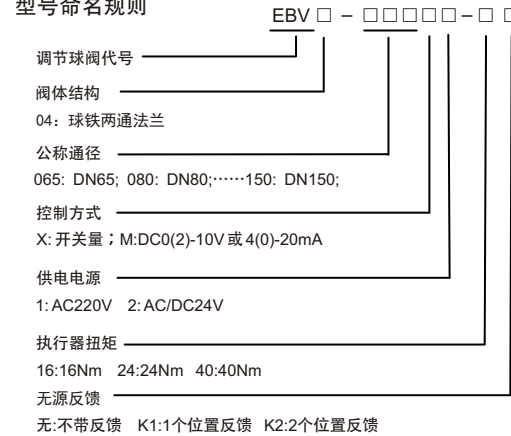 型号命名规则
EBV □ – □□□□□–□ □
调节球阀代号
阀体结构
04：球铁两通法兰
公称通径
065: DN65; 080: DN80;……150: DN150;
控制方式
X: 开关量；M:DC0(2)-10V或4(0)-20mA
供电电源
1: AC220V 2: AC/DC24V
执行器扭矩
16:16Nm 24:24Nm 40:40Nm
无源反馈
无:不带反馈 K1:1个位置反馈 K2:2个位置反馈